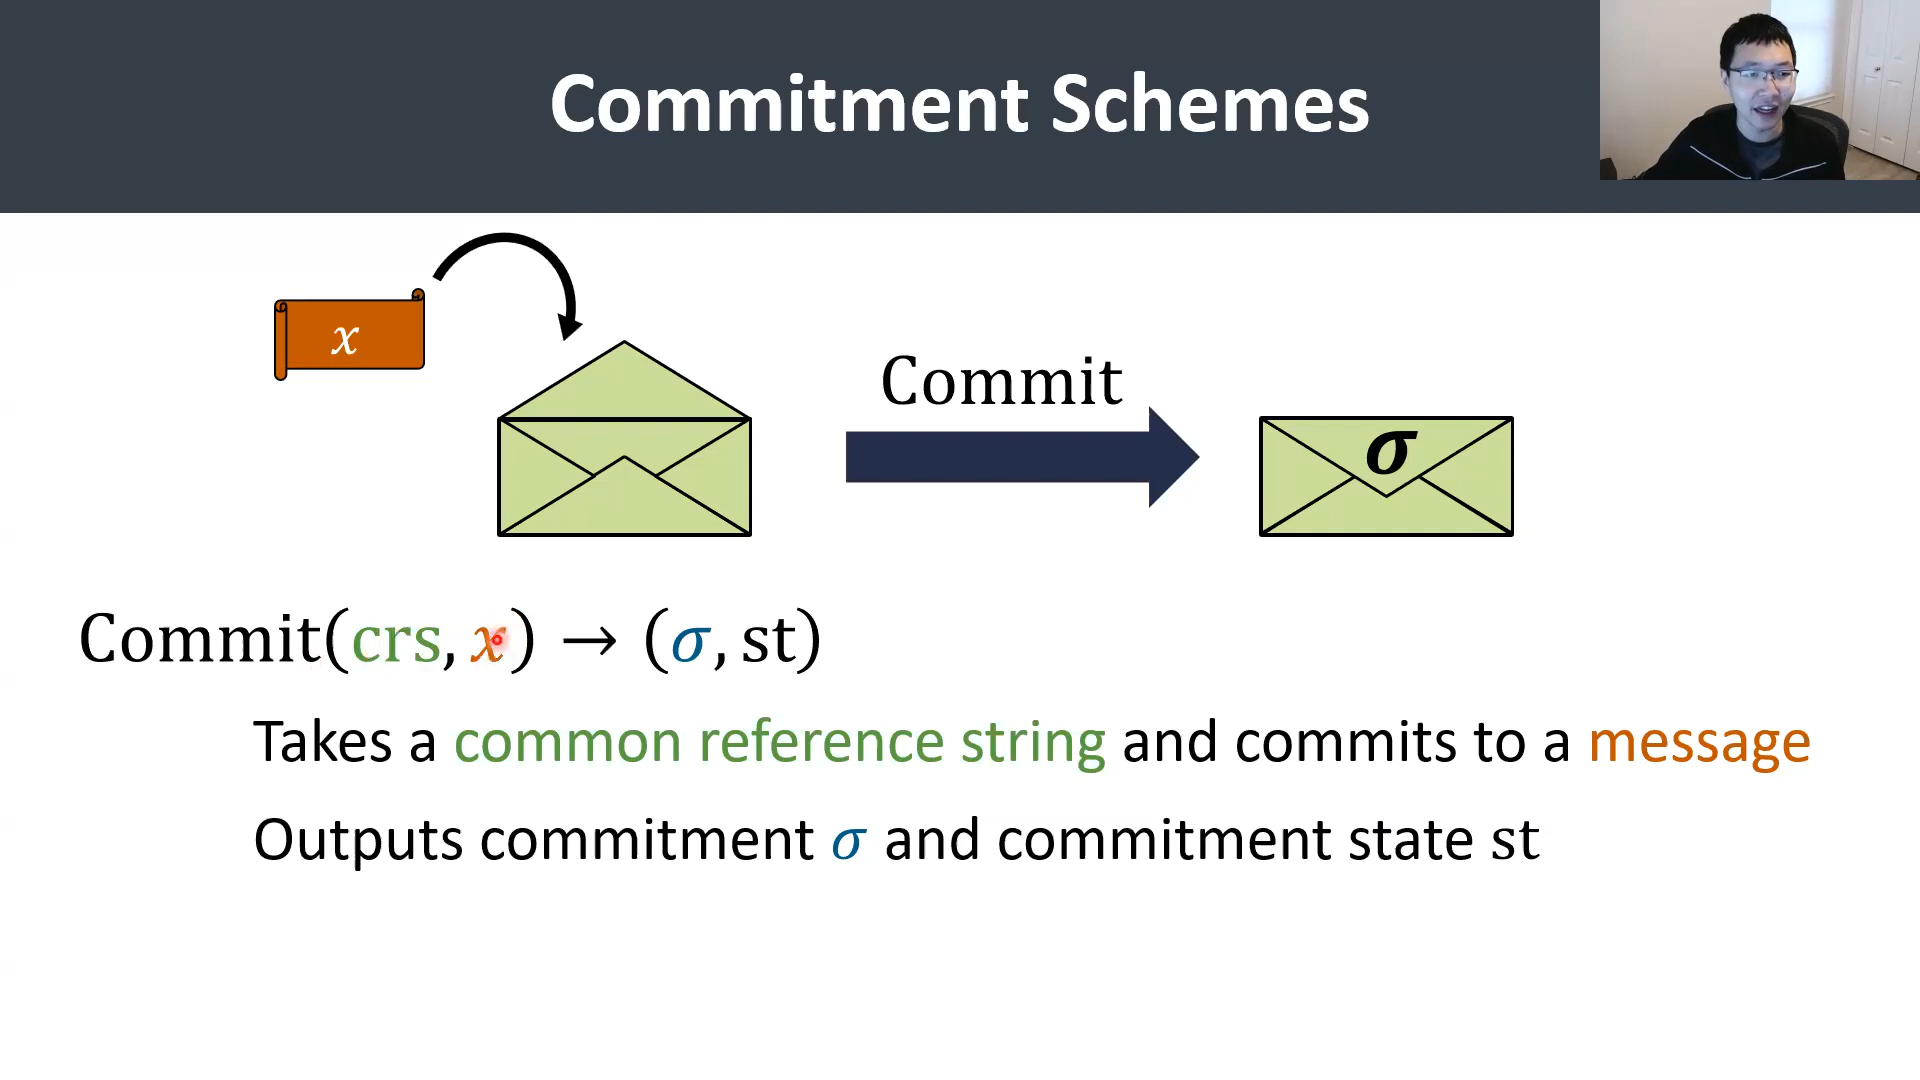 Commitment Schemes
x
Commit
σ
Commit(crs, x) → (σ, st)
Takes a common reference string and commits to a message
Outputs commitment σ and commitment state st